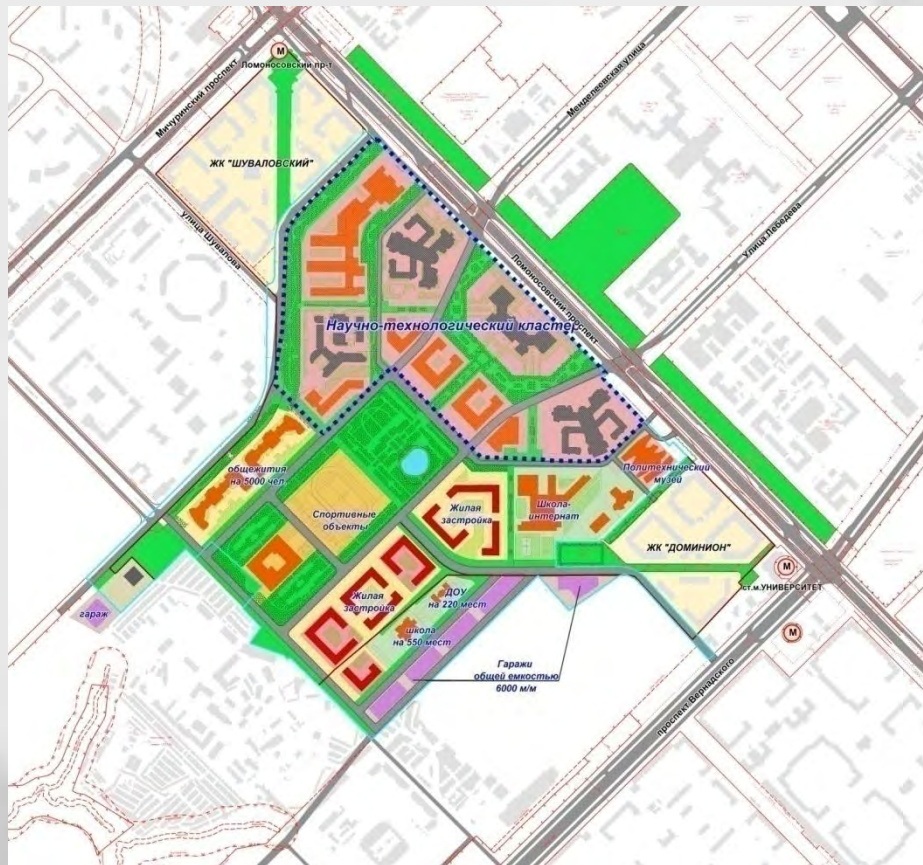 М
Ломоносовский пр-т
Мичуринский проспект
Менделеевская улица
ЖК "ШУВАЛОВСКИЙ"
улица Шувалова
Улица Лебедева
Ломоносовский проспект
Научно-технологический кластер
общежития
на 5000 чел.
Политехнический
музей
Спортивные
объекты
Жилая
застройка
Школа-
интернат
ЖК "ДОМИНИОН"
М
ст.м.УНИВЕРСИТЕТ
М
гараж
Жилая
застройка
ДОУ
на 220 мест
школа
на 550 мест
Гаражи
общей емкостью
6000 м/м
проспект Вернадского